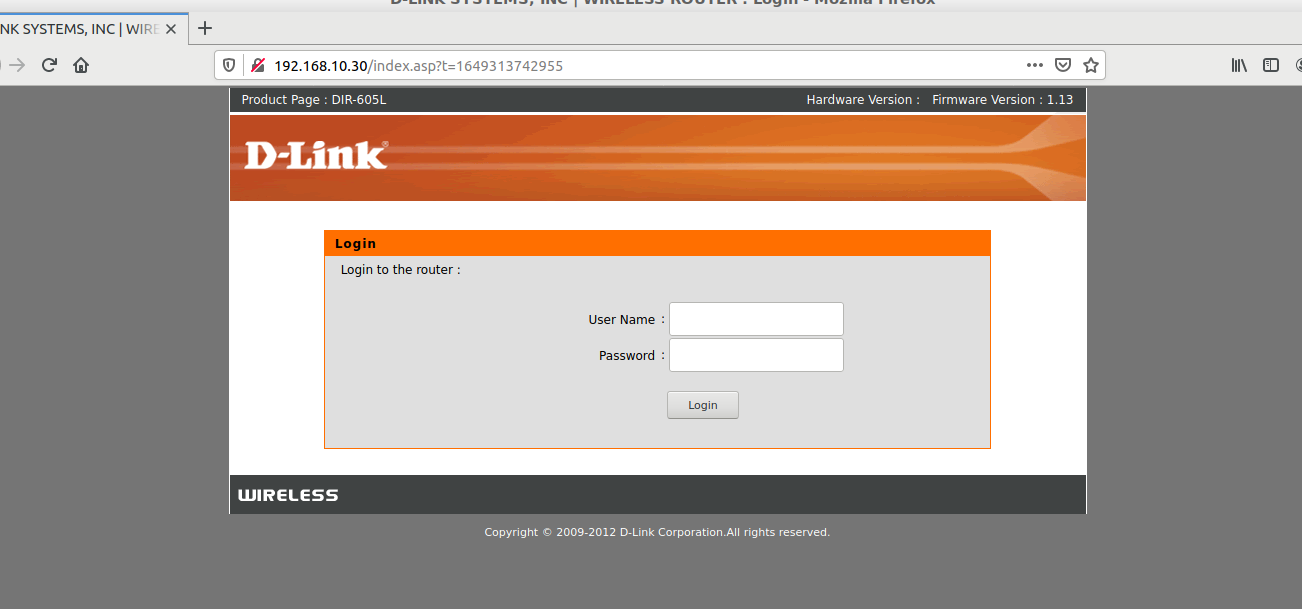 D-LINK SYSTEMS, INC | WIRELESS ROUTER : Login - Mozilla Firefox
NK SYSTEMS, INC | WIRE
192.168.10.30/index.asp?t=1649313742955
Product Page : DIR-605L Hardware Version : Firmware Version : 1.13
D-Link®
Login
Login to the router :
User Name :
Password :
Login
WIRELESS
Copyright © 2009-2012 D-Link Corporation.All rights reserved.